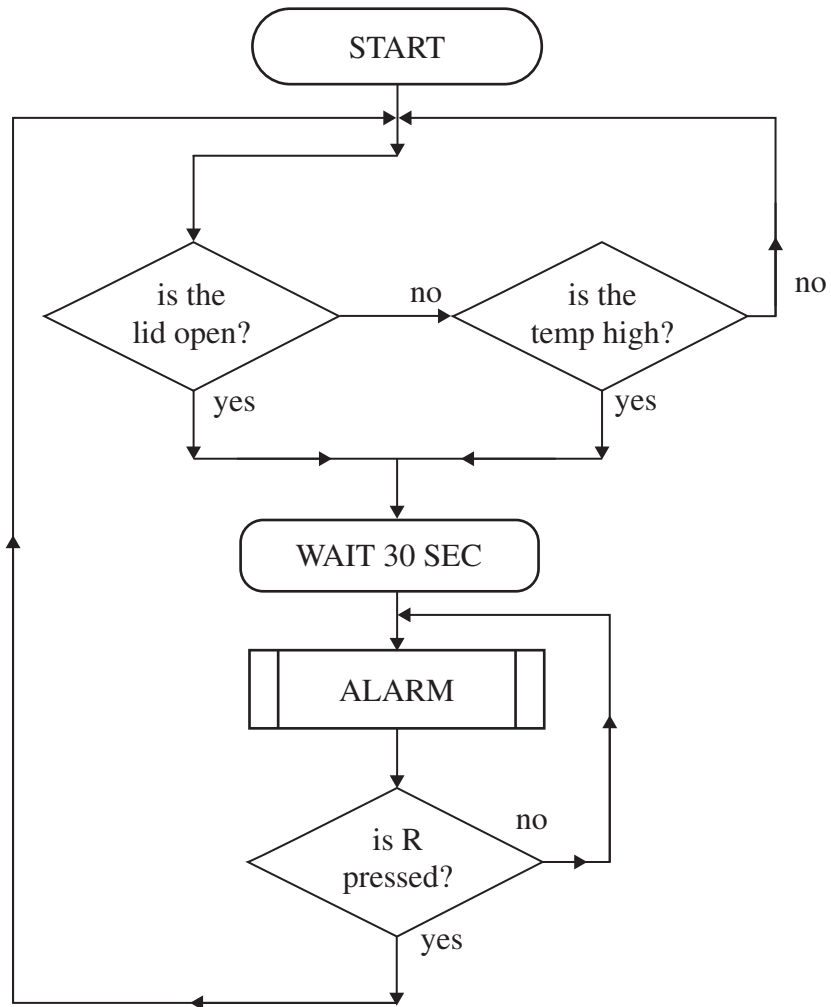 START
is the
lid open?
no
is the
temp high?
no
yes
yes
WAIT 30 SEC
ALARM
is R
pressed?
no
yes